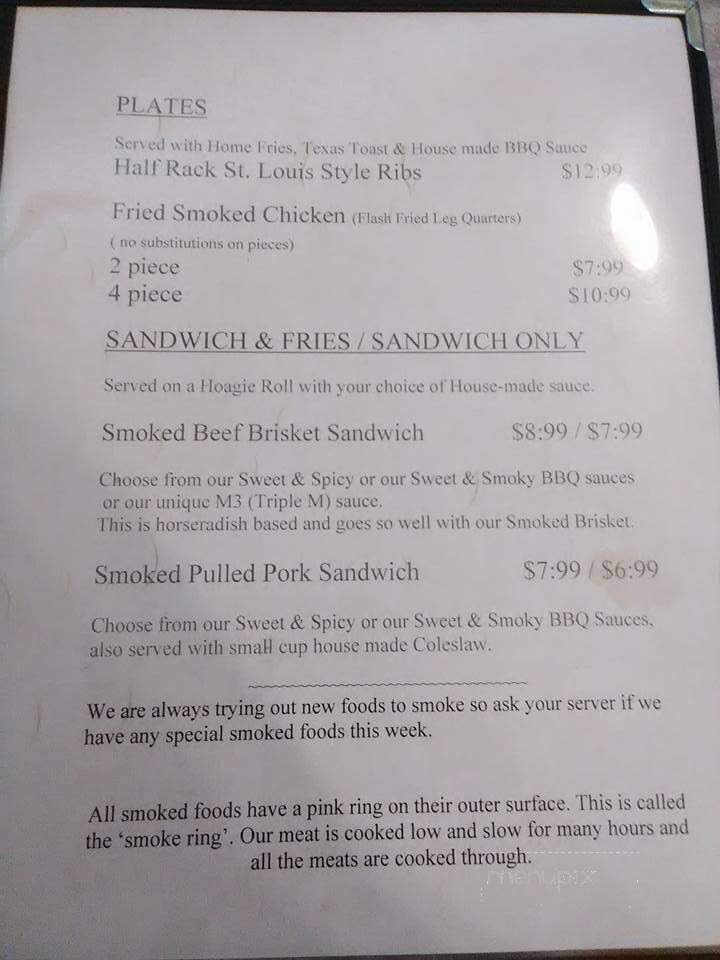 PLATES
Served with Home Fries, Texas Toast & House made BBQ Sauce
Half Rack St. Louis Style Ribs $12:99
Fried Smoked Chicken (Flash Fried Leg Quarters)
( no substitutions on pieces)
2 piece $7:99
4 piece $10:99
SANDWICH & FRIES / SANDWICH ONLY
Served on a Hoagie Roll with your choice of House-made sauce.
Smoked Beef Brisket Sandwich $8:99 / $7:99
Choose from our Sweet & Spicy or our Sweet & Smoky BBQ sauces
or our unique M3 (Triple M) sauce.
This is horseradish based and goes so well with our Smoked Brisket.
Smoked Pulled Pork Sandwich $7:99 / $6:99
Choose from our Sweet & Spicy or our Sweet & Smoky BBQ Sauces,
also served with small cup house made Coleslaw.
We are always trying out new foods to smoke so ask your server if we
have any special smoked foods this week.
All smoked foods have a pink ring on their outer surface. This is called
the ‘smoke ring’. Our meat is cooked low and slow for many hours and
all the meats are cooked through.
menupix